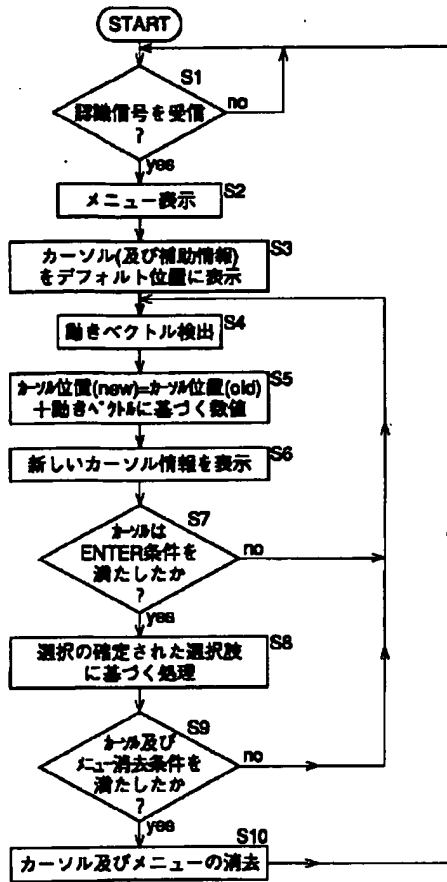 START
S1
認識信号を受信
?
no
yes
S2
メニュー表示
S3
カーソル(及び補助情報)
をデフォルト位置に表示
S4
動きベクトル検出
S5
カーソル位置(new)=カーソル位置(old)
+動きベクトルに基づく数値
S6
新しいカーソル情報を表示
S7
カーソルは
ENTER条件を
満たしたか
?
no
yes
S8
選択の確定された選択肢
に基づく処理
S9
カーソル及び
メニュー消去条件を
満たしたか
?
no
yes
S10
カーソル及びメニューの消去